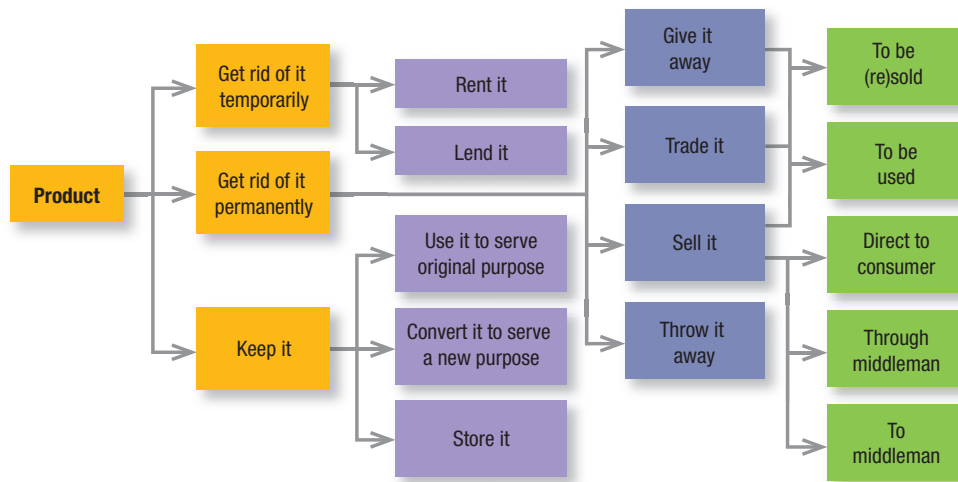 Product
Get rid of it
temporarily
Get rid of it
permanently
Keep it
Rent it
Lend it
Use it to serve
original purpose
Convert it to serve
a new purpose
Store it
Give it
away
Trade it
Sell it
Throw it
away
To be
(re)sold
To be
used
Direct to
consumer
Through
middleman
To
middleman